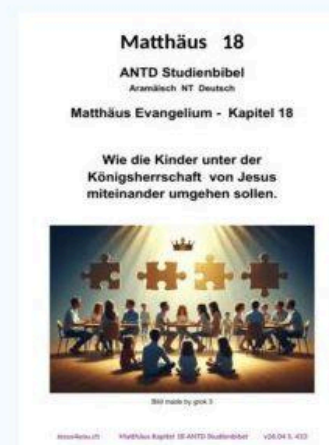 Matthäus 18
ANTD Studienbibel
Aramäisch NT Deutsch
Matthäus Evangelium - Kapitel 18
Wie die Kinder unter der
Königsherrschaft von Jesus
miteinander umgehen sollen.
Bild made by grok 3
Matthäus Kapitel 18 ANTD Studienbibel